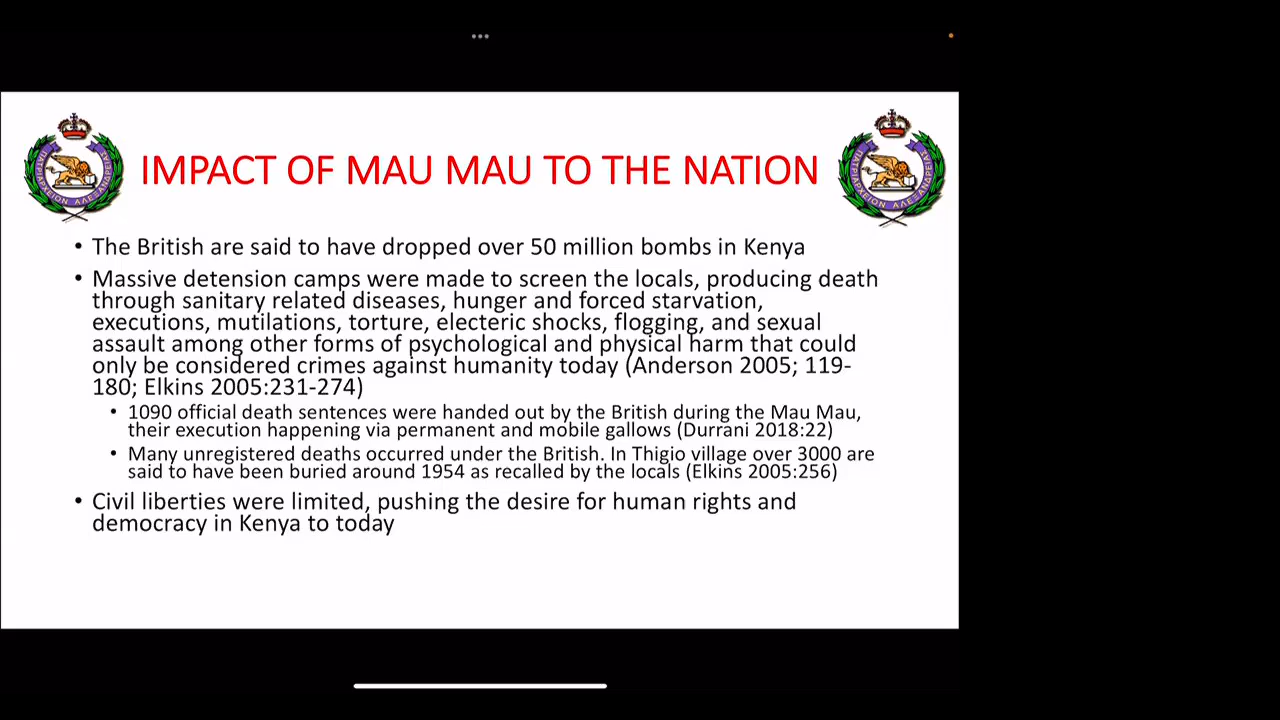 IMPACT OF MAU MAU TO THE NATION
ΠΑΤΡΙΑΡΧΕΙΟΝ ΑΛΕΞΑΝΔΡΕΙΑΣ
ΠΑΤΡΙΑΡΧΕΙΟΝ ΑΛΕΞΑΝΔΡΕΙΑΣ
• The British are said to have dropped over 50 million bombs in Kenya
• Massive detension camps were made to screen the locals, producing death
through sanitary related diseases, hunger and forced starvation,
executions, mutilations, torture, electeric shocks, flogging, and sexual
assault among other forms of psychological and physical harm that could
only be considered crimes against humanity today (Anderson 2005; 119-
180; Elkins 2005:231-274)
• 1090 official death sentences were handed out by the British during the Mau Mau,
their execution happening via permanent and mobile gallows (Durrani 2018:22)
• Many unregistered deaths occurred under the British. In Thigio village over 3000 are
said to have been buried around 1954 as recalled by the locals (Elkins 2005:256)
• Civil liberties were limited, pushing the desire for human rights and
democracy in Kenya to today